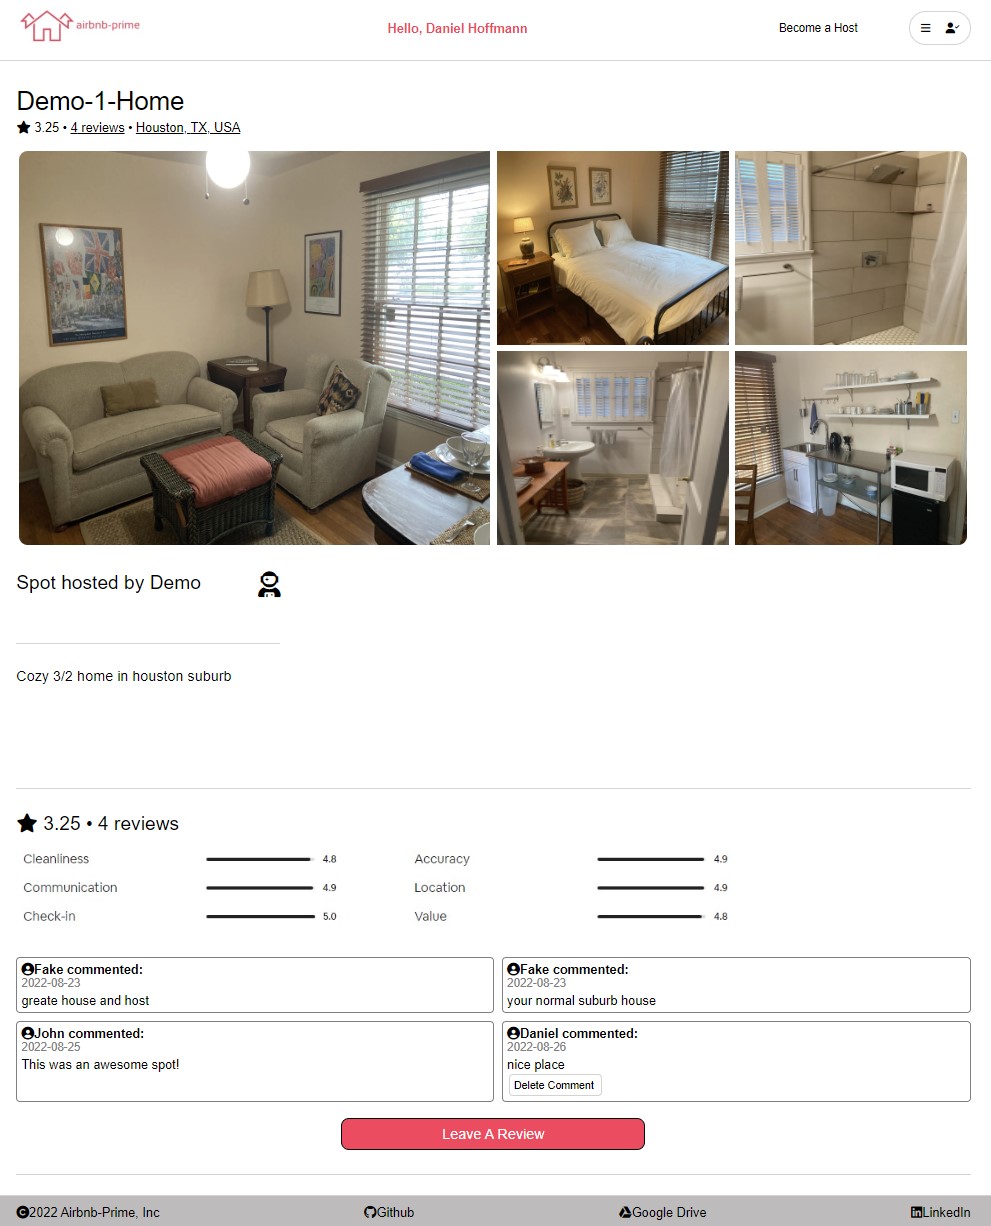 airbnb-prime
Hello, Daniel Hoffmann
Become a Host
Demo-1-Home
3.25 • 4 reviews • Houston, TX, USA
Spot hosted by Demo
Cozy 3/2 home in houston suburb
3.25 • 4 reviews
Cleanliness 4.8 Accuracy 4.9
Communication 4.9 Location 4.9
Check-in 5.0 Value 4.8
Fake commented:
2022-08-23
greate house and host
Fake commented:
2022-08-23
your normal suburb house
John commented:
2022-08-25
This was an awesome spot!
Daniel commented:
2022-08-26
nice place
Delete Comment
Leave A Review
©2022 Airbnb-Prime, Inc Github Google Drive LinkedIn